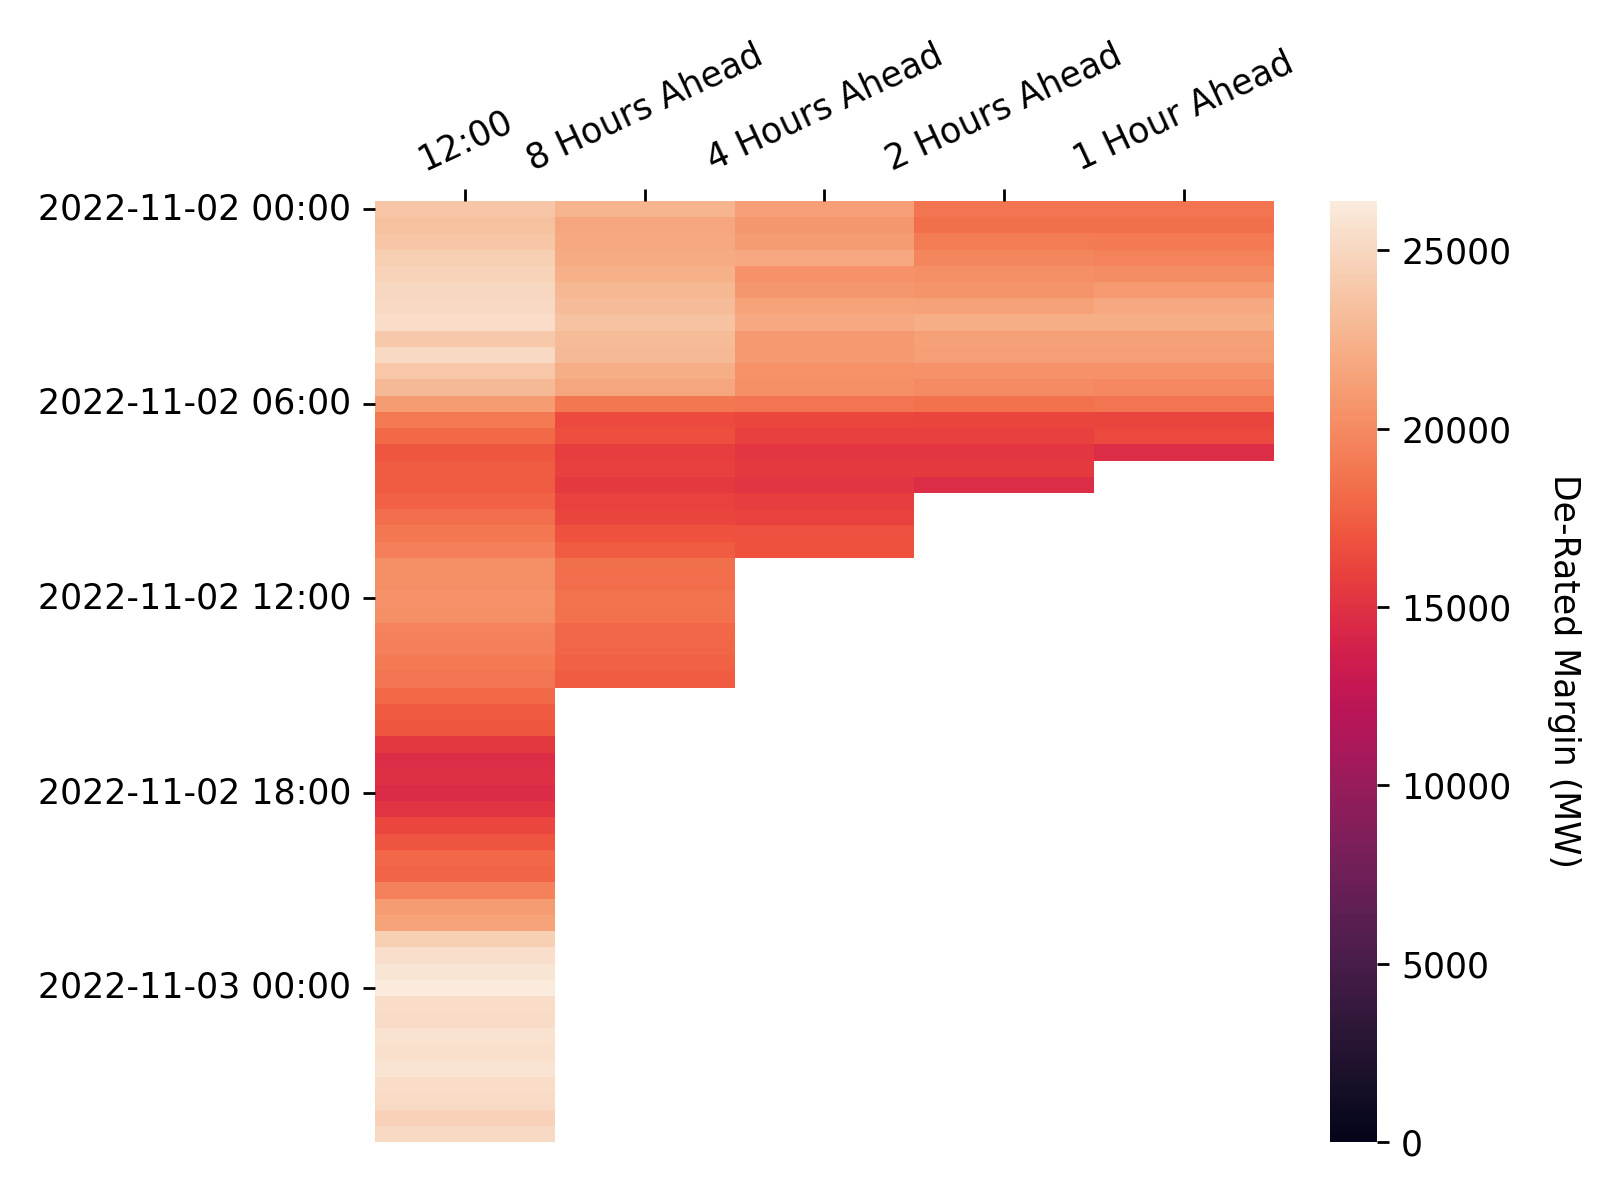 12:00
8 Hours Ahead
4 Hours Ahead
2 Hours Ahead
1 Hour Ahead
2022-11-02 00:00
2022-11-02 06:00
2022-11-02 12:00
2022-11-02 18:00
2022-11-03 00:00
25000
20000
15000
10000
5000
0
De-Rated Margin (MW)